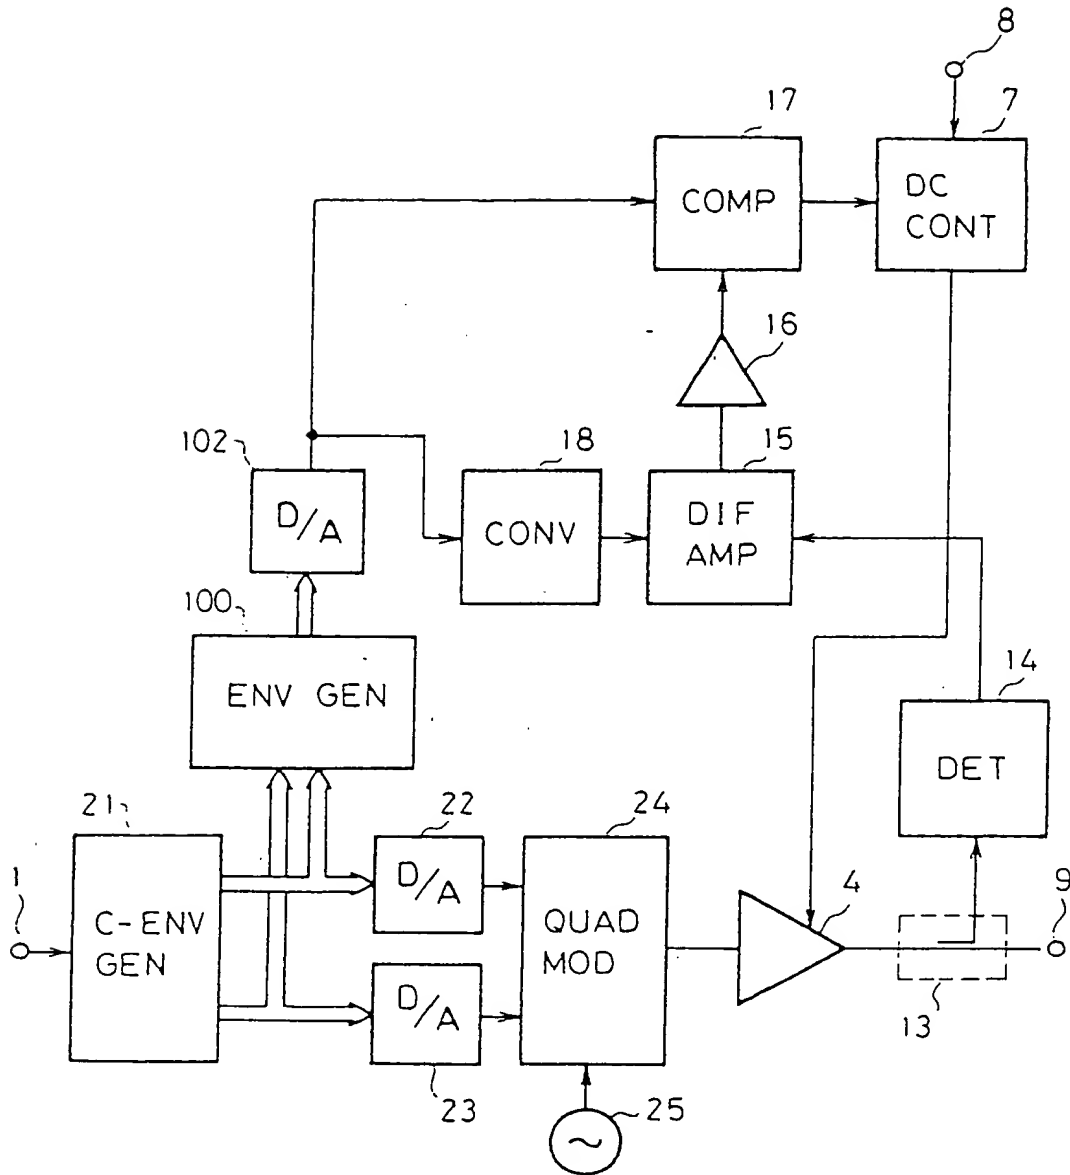 8
17
7
COMP
DC
CONT
16
102
18
15
D/A
CONV
DIF
AMP
100
ENV GEN
14
DET
21
22
24
1
C-ENV
GEN
D/A
QUAD
MOD
4
9
D/A
13
23
25
~